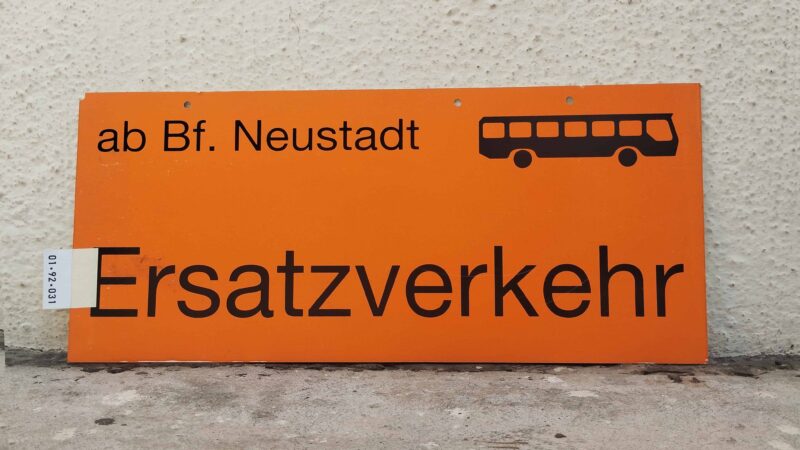 ab Bf. Neustadt
Ersatzverkehr
01·92·031